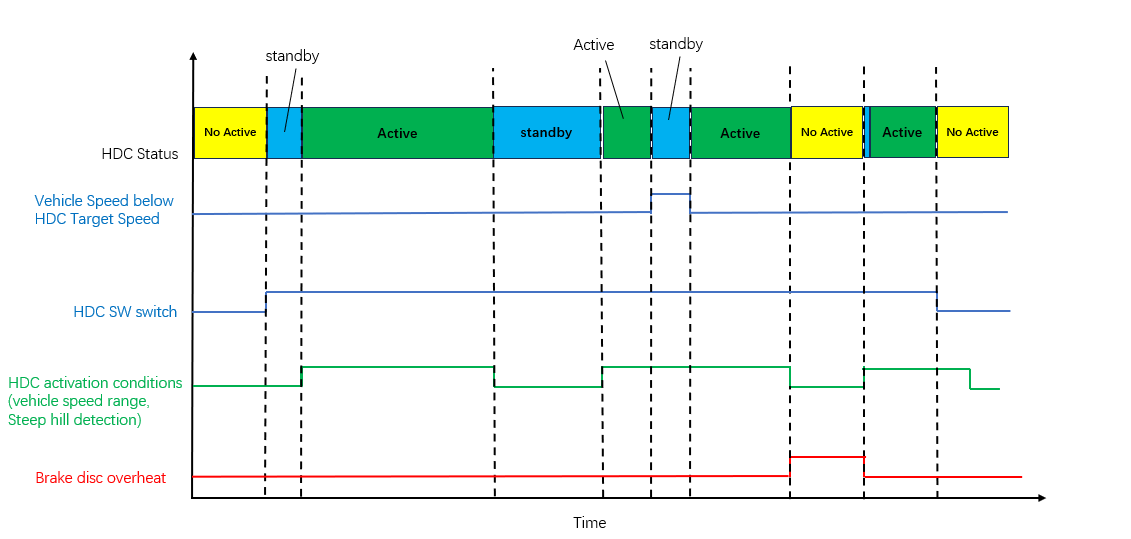 standby
Active
standby
No Active
Active
standby
Active
No Active
Active
No Active
HDC Status
Vehicle Speed below
HDC Target Speed
HDC SW switch
HDC activation conditions
(vehicle speed range,
Steep hill detection)
Brake disc overheat
Time